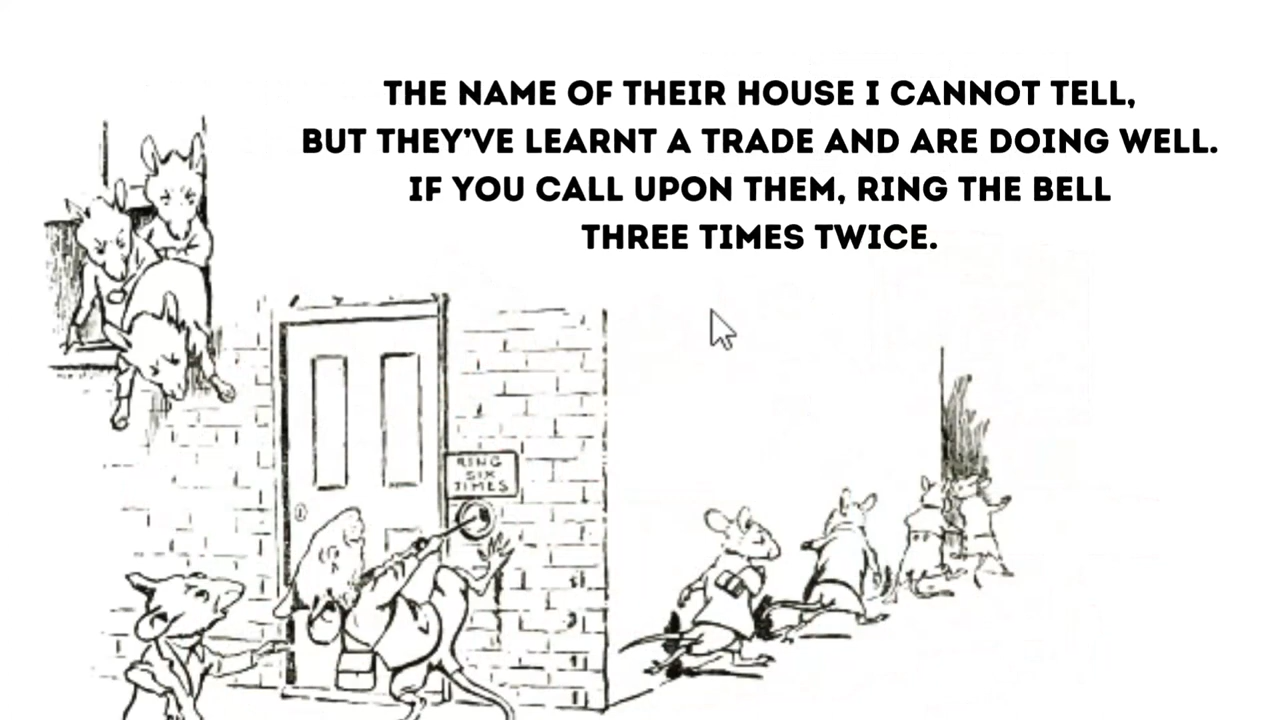 THE NAME OF THEIR HOUSE I CANNOT TELL,
BUT THEY’VE LEARNT A TRADE AND ARE DOING WELL.
IF YOU CALL UPON THEM, RING THE BELL
THREE TIMES TWICE.
RING
SIX
TIMES